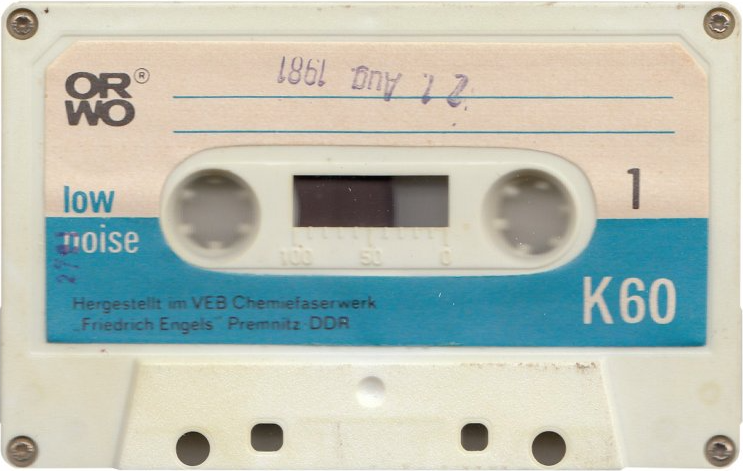 ORWO®
21. Aug. 1981
low
noise
1
100 50 0
K60
Hergestellt im VEB Chemiefaserwerk
„Friedrich Engels" Premnitz DDR